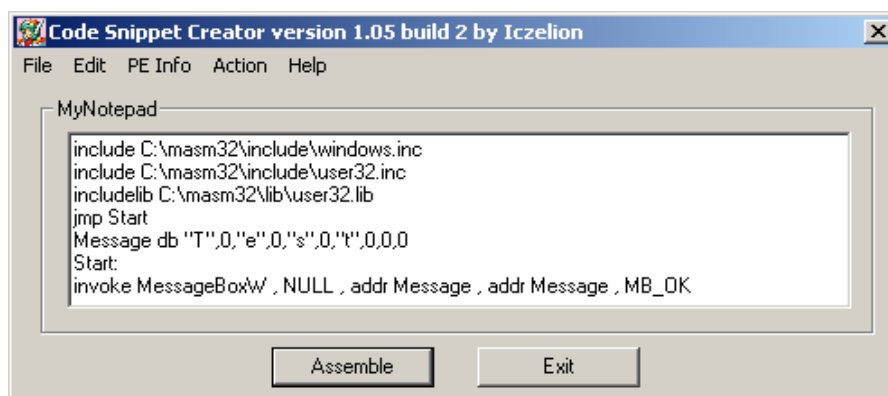 Code Snippet Creator version 1.05 build 2 by Iczelion
File Edit PE Info Action Help
MyNotepad
include C:\masm32\include\windows.inc
include C:\masm32\include\user32.inc
includelib C:\masm32\lib\user32.lib
jmp Start
Message db "T",0,"e",0,"s",0,"t",0,0,0
Start:
invoke MessageBoxW , NULL , addr Message , addr Message , MB_OK
Assemble Exit